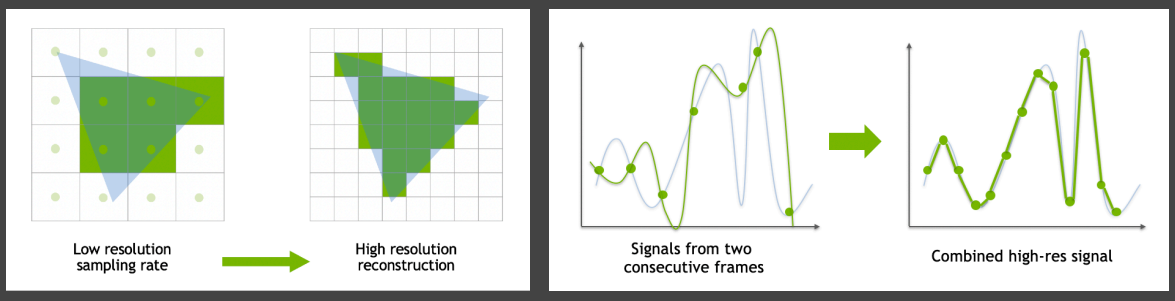 Low resolution
sampling rate
High resolution
reconstruction
Signals from two
consecutive frames
Combined high-res signal